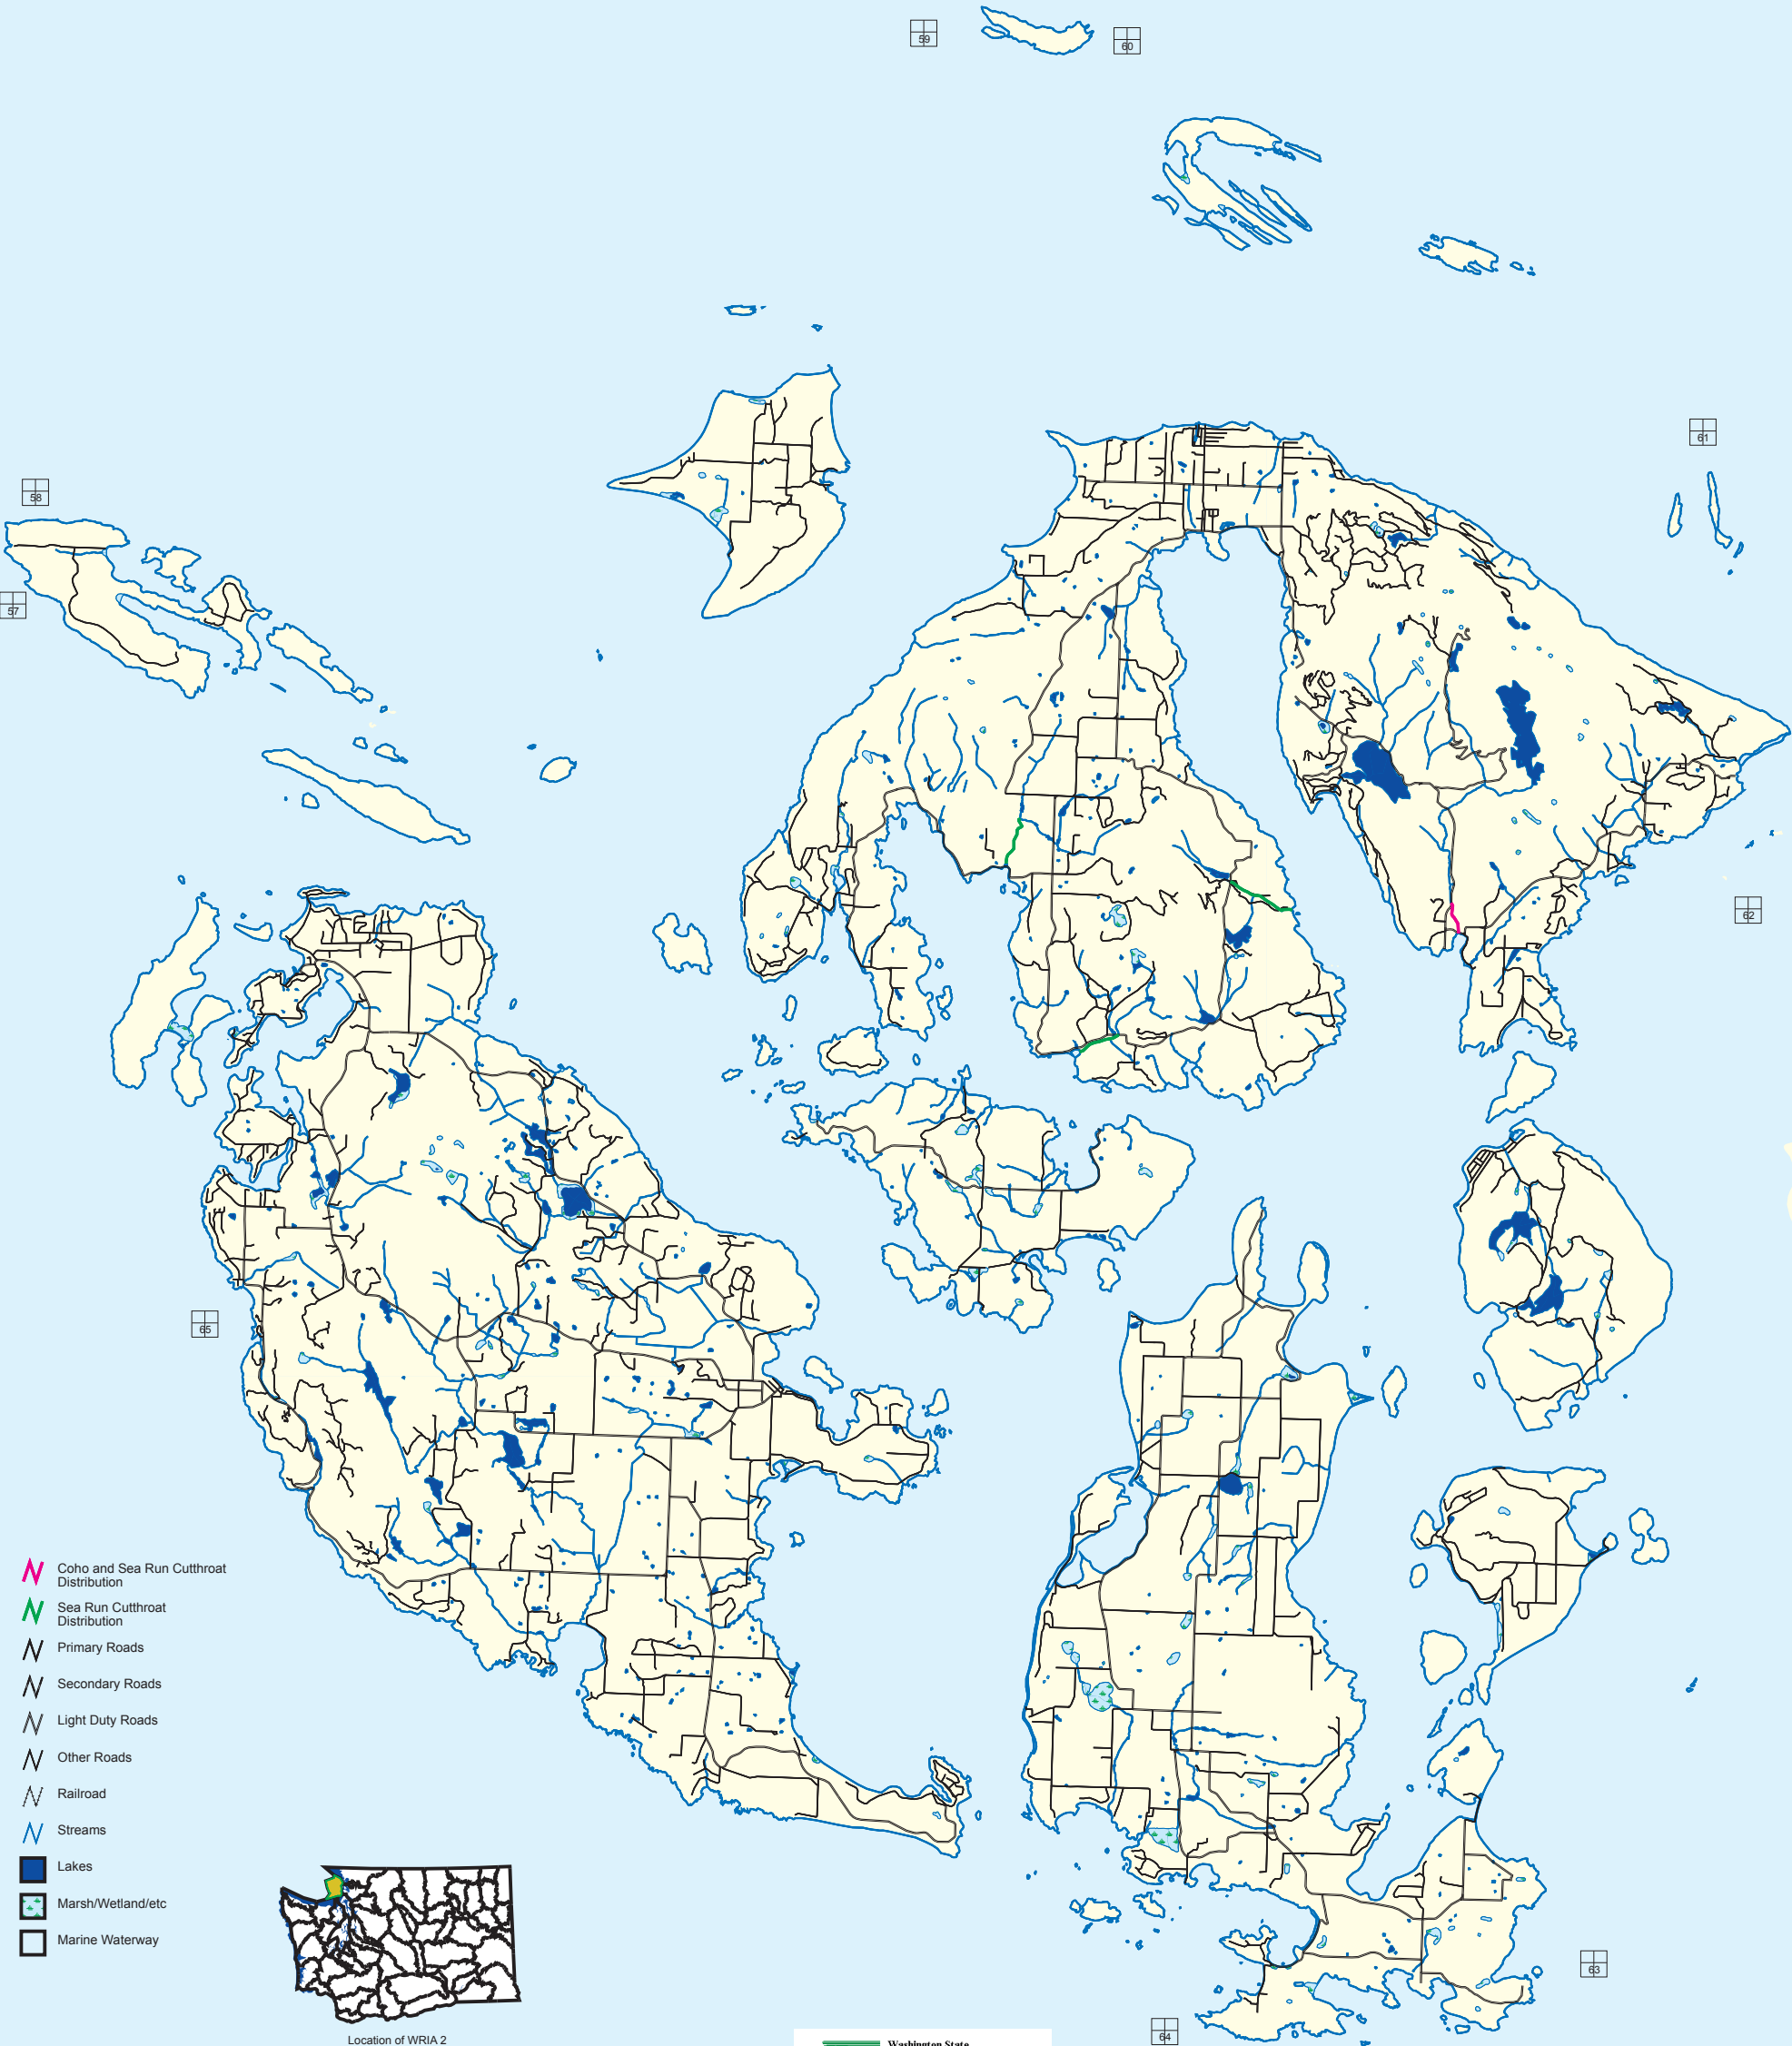 59
60
61
58
57
62
65
Coho and Sea Run Cutthroat
Distribution
Sea Run Cutthroat
Distribution
Primary Roads
Secondary Roads
Light Duty Roads
Other Roads
Railroad
Streams
Lakes
Marsh/Wetland/etc
Marine Waterway
63
64
Location of WRIA 2
Washington State